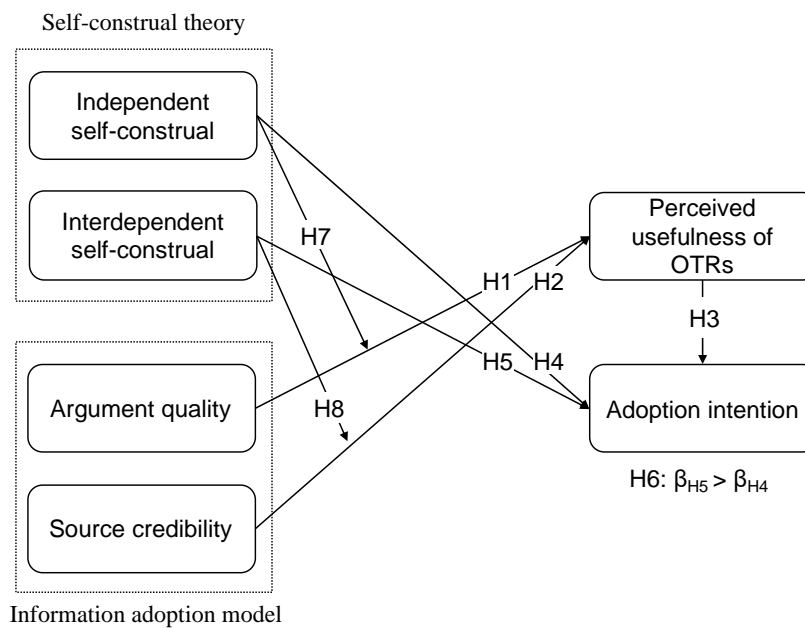 Self-construal theory
Independent
self-construal
Interdependent
self-construal
H7
Perceived
usefulness of
OTRs
H1
H2
H3
H5
H4
Argument quality
H8
Adoption intention
H6: βH5 > βH4
Source credibility
Information adoption model